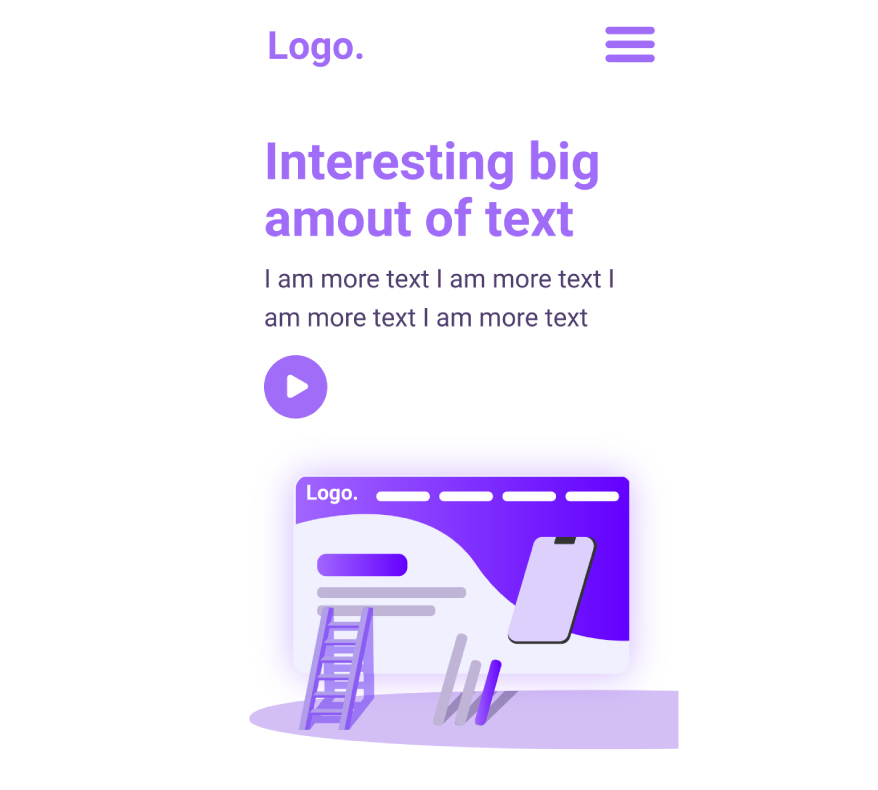 Logo.
Interesting big
amout of text
I am more text I am more text I
am more text I am more text
Logo.